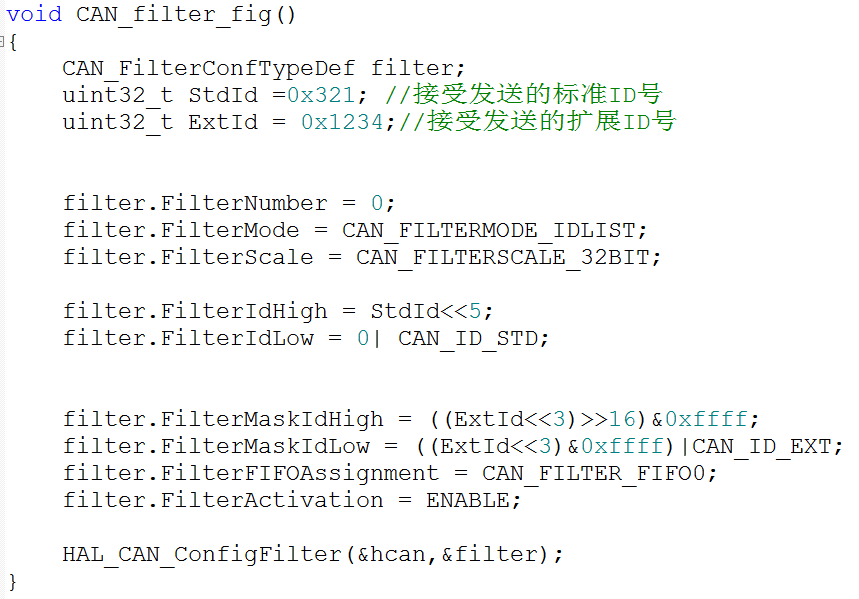 void CAN_filter_fig()
{
    CAN_FilterConfTypeDef filter;
    uint32_t StdId =0x321; //接受发送的标准ID号
    uint32_t ExtId = 0x1234;//接受发送的扩展ID号
    filter.FilterNumber = 0;
    filter.FilterMode = CAN_FILTERMODE_IDLIST;
    filter.FilterScale = CAN_FILTERSCALE_32BIT;
    filter.FilterIdHigh = StdId<<5;
    filter.FilterIdLow = 0| CAN_ID_STD;
    filter.FilterMaskIdHigh = ((ExtId<<3)>>16)&0xffff;
    filter.FilterMaskIdLow = ((ExtId<<3)&0xffff)|CAN_ID_EXT;
    filter.FilterFIFOAssignment = CAN_FILTER_FIFO0;
    filter.FilterActivation = ENABLE;
    HAL_CAN_ConfigFilter(&hcan,&filter);
}